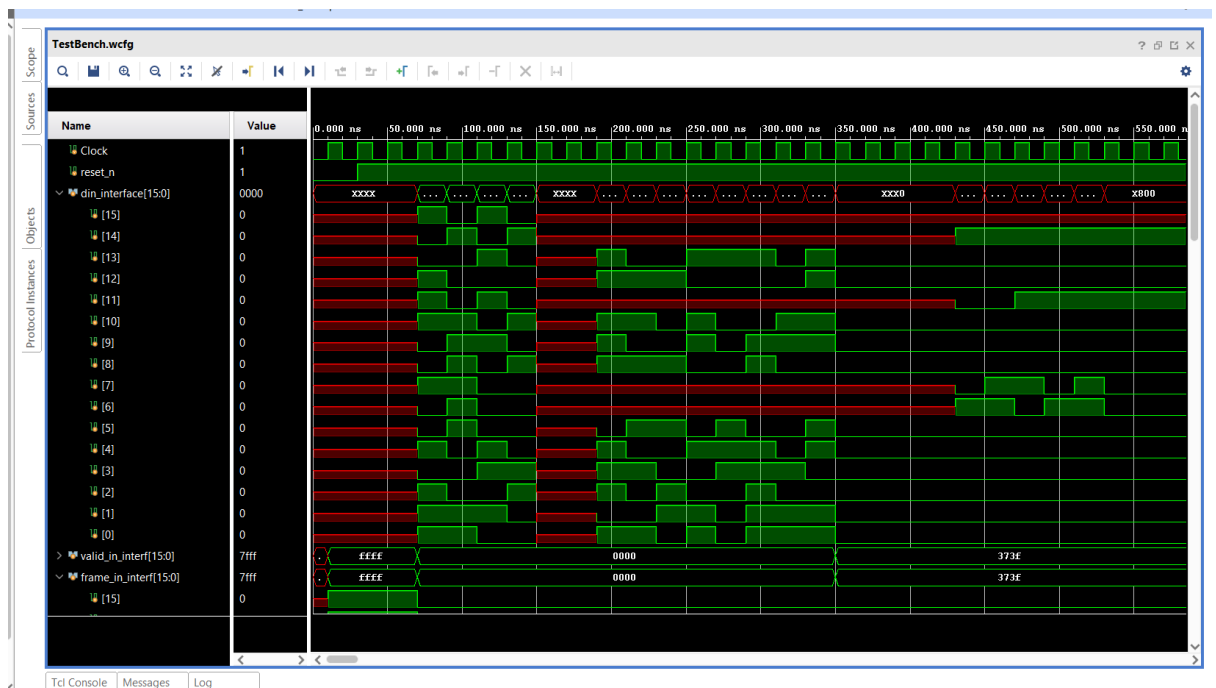 TestBench.wcfg
Scope
Sources
Objects
Protocol Instances
Name Value
0.000 ns 50.000 ns 100.000 ns 150.000 ns 200.000 ns 250.000 ns 300.000 ns 350.000 ns 400.000 ns 450.000 ns 500.000 ns 550.000 n
Clock 1
reset_n 1
din_interface[15:0] 0000 XXXX ... ... ... ... XXXX ... ... ... ... ... ... ... ... XXX0 ... ... ... ... ... X800
[15] 0
[14] 0
[13] 0
[12] 0
[11] 0
[10] 0
[9] 0
[8] 0
[7] 0
[6] 0
[5] 0
[4] 0
[3] 0
[2] 0
[1] 0
[0] 0
valid_in_interf[15:0] 7fff . ffff 0000 373f
frame_in_interf[15:0] 7fff . ffff 0000 373f
[15] 0
Tcl Console Messages Log